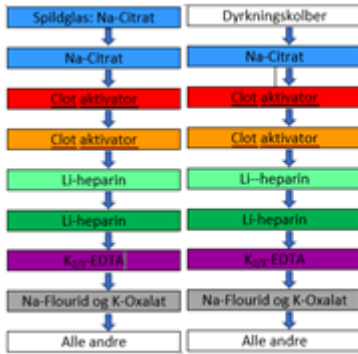 Spildglas: Na-Citrat
Na-Citrat
Clot aktivator
Clot aktivator
Li-heparin
Li-heparin
K2/3-EDTA
Na-Flourid og K-Oxalat
Alle andre
Dyrkningskolber
Na-Citrat
Clot aktivator
Clot aktivator
Li--heparin
Li-heparin
K2/3-EDTA
Na-Flourid og K-Oxalat
Alle andre